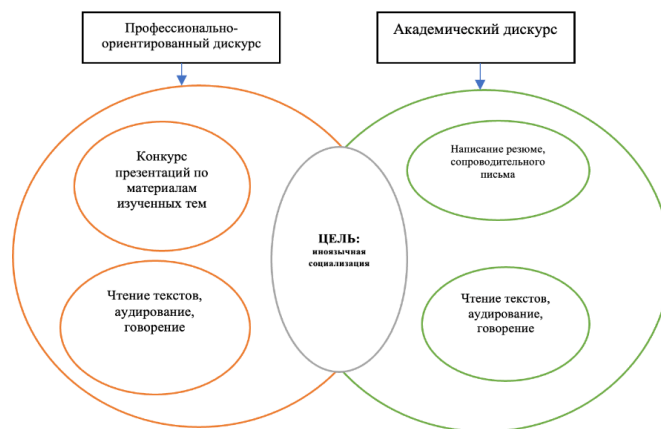 Профессионально-
ориентированный дискурс
Академический дискурс
Конкурс
презентаций по
материалам
изученных тем
Написание резюме,
сопроводительного
письма
ЦЕЛЬ:
иноязычная
социализация
Чтение текстов,
аудирование,
говорение
Чтение текстов,
аудирование,
говорение